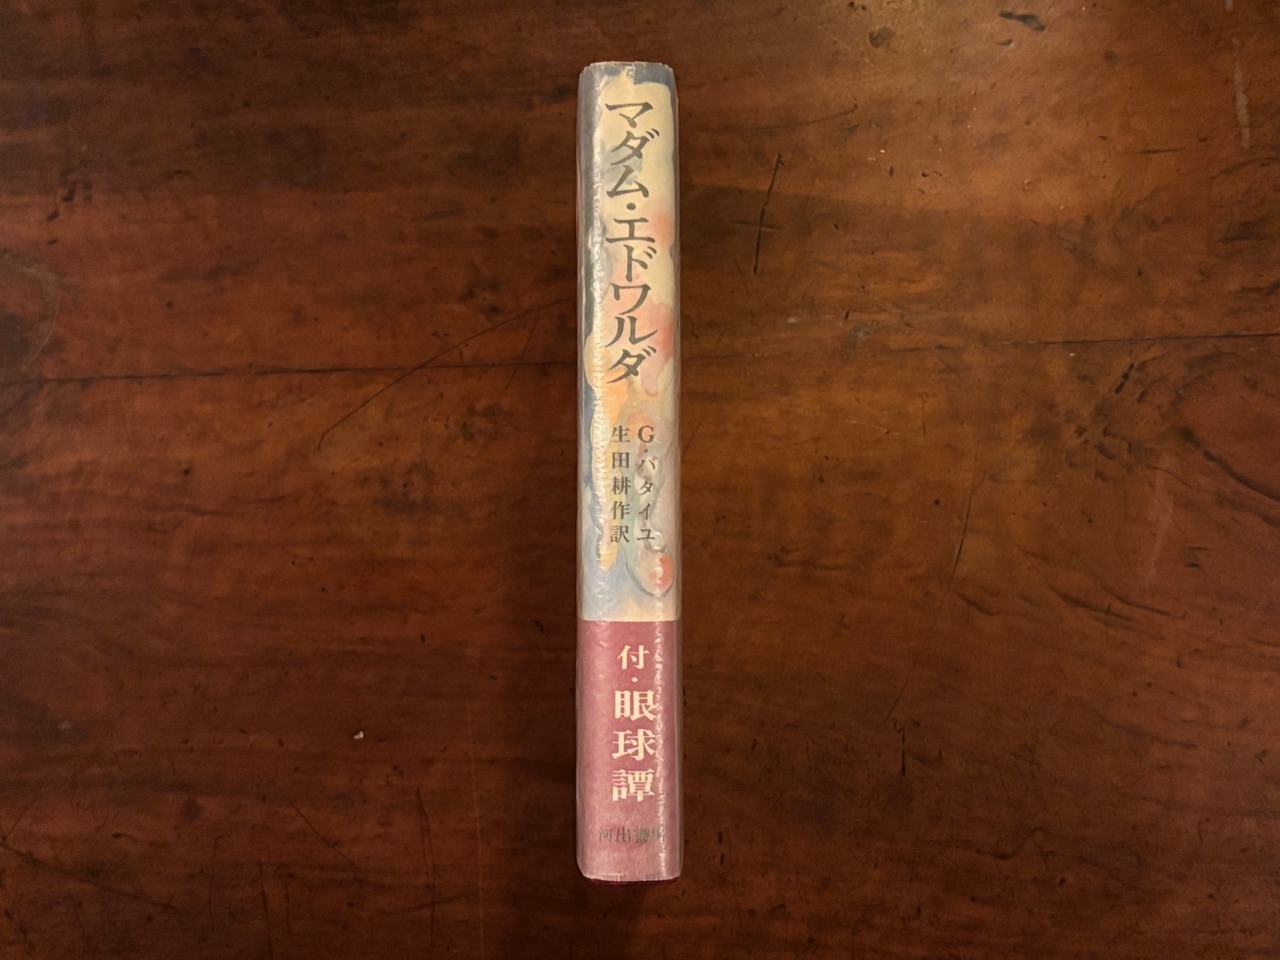 マダム・エドワルダ
G・バタイユ
生田耕作訳
付・眼球譚
河出書房